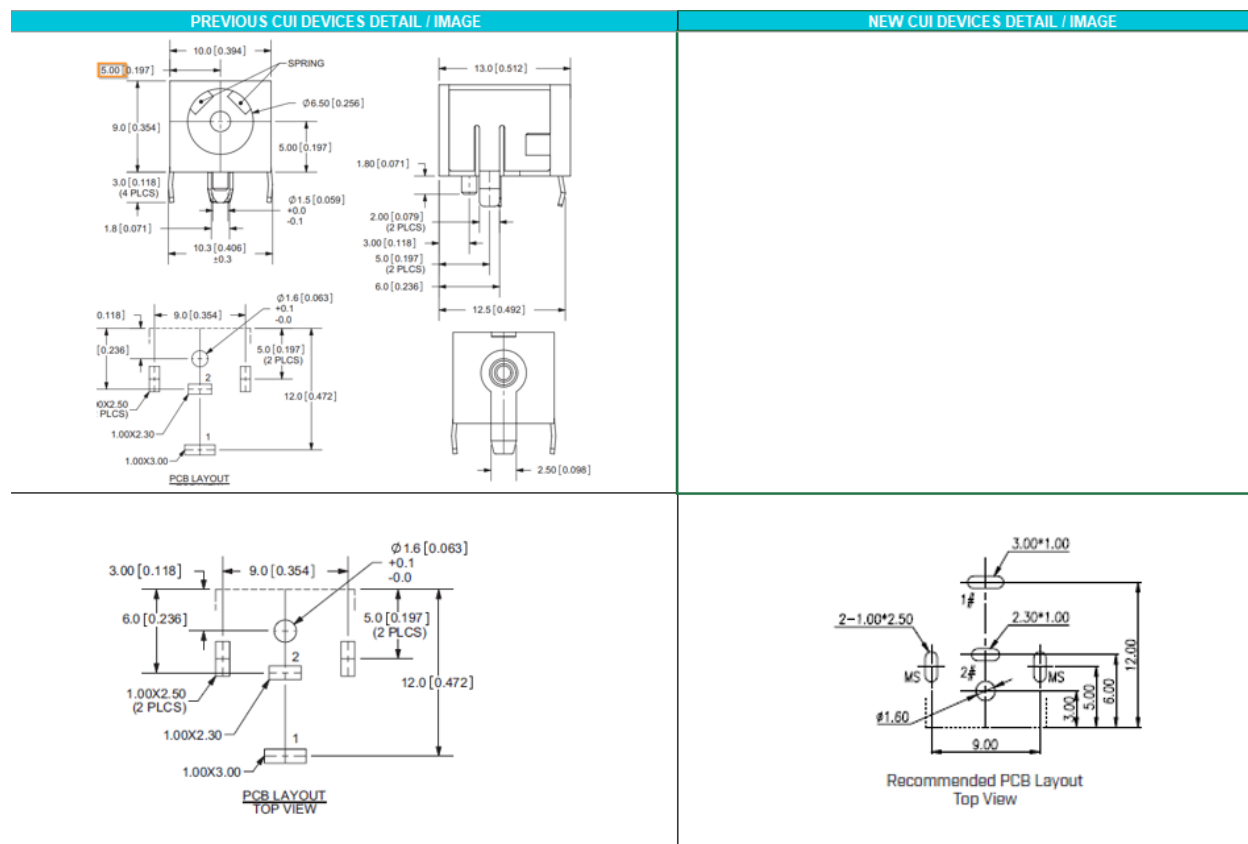 PREVIOUS CUI DEVICES DETAIL / IMAGE
NEW CUI DEVICES DETAIL / IMAGE
10.0 [0.394]
5.00 [0.197]
SPRING
Ø6.50 [0.256]
9.0 [0.354]
5.00 [0.197]
3.0 [0.118]
(4 PLCS)
Ø1.5 [0.059]
+0.0
-0.1
1.8 [0.071]
10.3 [0.406]
±0.3
13.0 [0.512]
1.80 [0.071]
2.00 [0.079]
(2 PLCS)
3.00 [0.118]
5.0 [0.197]
(2 PLCS)
6.0 [0.236]
12.5 [0.492]
Ø1.6 [0.063]
+0.1
-0.0
0.118]
9.0 [0.354]
[0.236]
5.0 [0.197]
(2 PLCS)
2
12.0 [0.472]
00X2.50
PLCS)
1.00X2.30
1
1.00X3.00
PCB LAYOUT
2.50 [0.098]
Ø1.6 [0.063]
+0.1
-0.0
3.00 [0.118]
9.0 [0.354]
6.0 [0.236]
5.0 [0.197]
(2 PLCS)
2
12.0 [0.472]
1.00X2.50
(2 PLCS)
1.00X2.30
1
1.00X3.00
PCB LAYOUT
TOP VIEW
3.00*1.00
1#
2-1.00*2.50
2.30*1.00
12.00
MS
2#
MS
ø1.60
3.00
5.00
6.00
9.00
Recommended PCB Layout
Top View